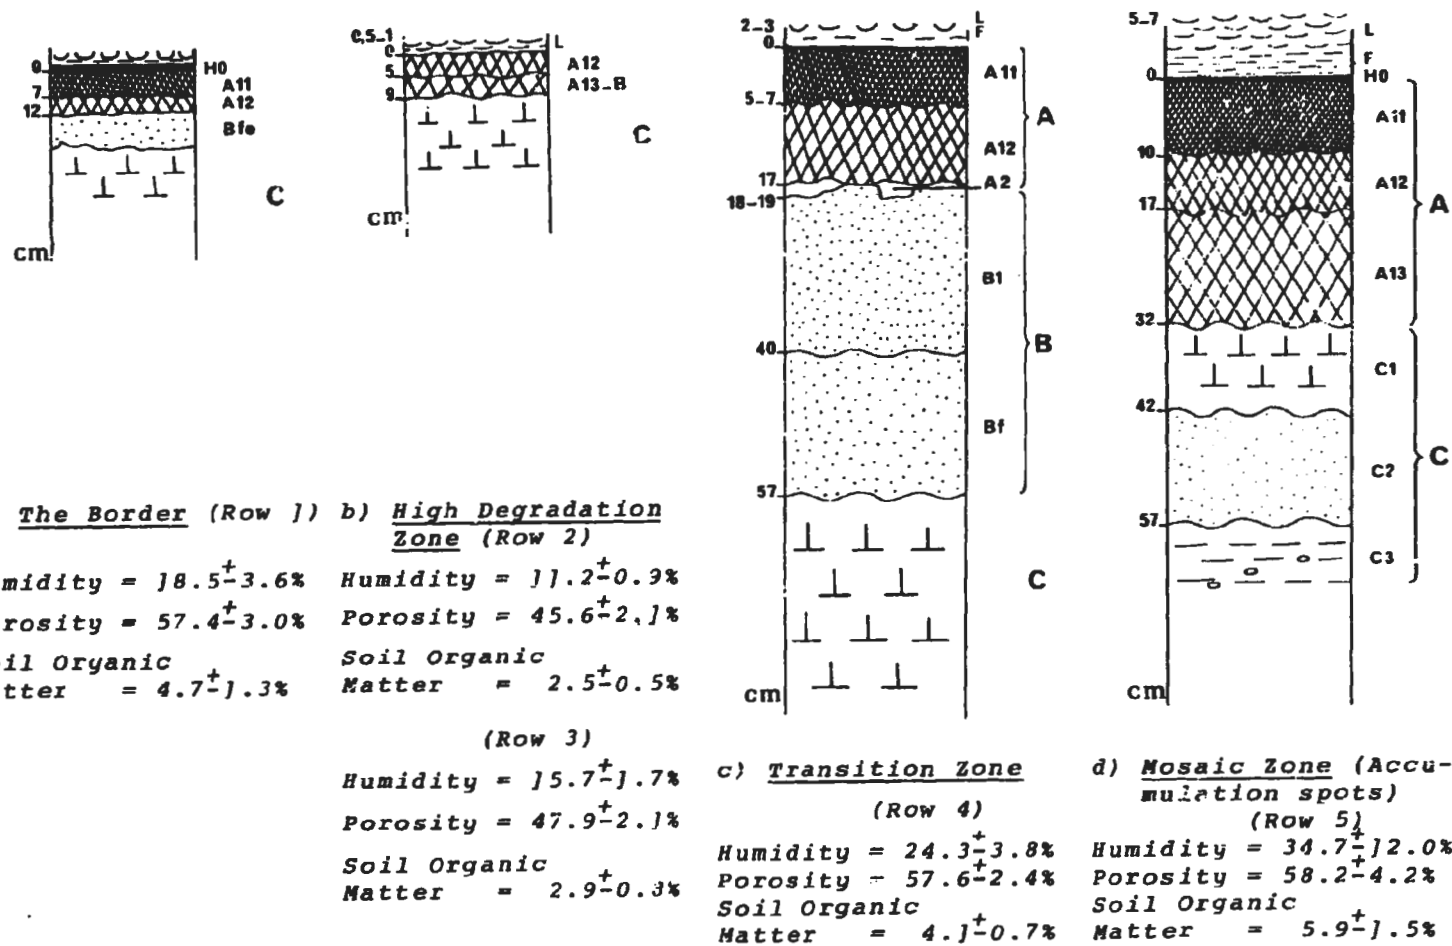 0
7
12
H0
A11
A12
Bfe
C
cm
0,5-1
0
5
9
L
A12
A13-B
C
cm
2-3
0
5-7
17
18-19
40
57
L
F
A11
A12
A2
A
B1
B
Bf
C
cm
5-7
0
10
17
32
42
57
L
F
H0
A11
A12
A
A13
C1
C2
C
C3
cm
The Border (Row 1)
midity = 18.5±3.6%
rosity = 57.4±3.0%
il Organic
tter = 4.7±1.3%
b) High Degradation
Zone (Row 2)
Humidity = 11.2±0.9%
Porosity = 45.6±2.1%
Soil Organic
Matter = 2.5±0.5%
(Row 3)
Humidity = 15.7±1.7%
Porosity = 47.9±2.1%
Soil Organic
Matter = 2.9±0.3%
c) Transition Zone
(Row 4)
Humidity = 24.3±3.8%
Porosity = 57.6±2.4%
Soil Organic
Matter = 4.1±0.7%
d) Mosaic Zone (Accu-
mulation spots)
(Row 5)
Humidity = 34.7±12.0%
Porosity = 58.2±4.2%
Soil Organic
Matter = 5.9±1.5%